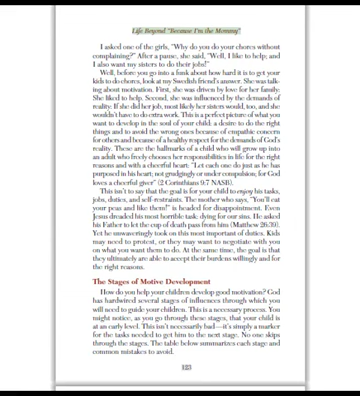 Life Beyond "Because I'm the Mommy"
I asked one of the girls, "Why do you do your chores without
complaining?" After a pause, she said, "Well, I like to help; and
I also want my sisters to do their jobs!"
Well, before you go into a funk about how hard it is to get your
kids to do chores, look at my Swedish friend's answer. She was talk-
ing about motivation. First, she was driven by love for her family.
She liked to help. Second, she was influenced by the demands of
reality. If she did her job, most likely her sisters would, too, and she
wouldn't have to do extra work. This is a perfect picture of what you
want to develop in the soul of your child: a desire to do the right
things and to avoid the wrong ones because of empathic concern
for others and because of a healthy respect for the demands of God's
reality. These are the hallmarks of a child who will grow up into
an adult who freely chooses her responsibilities in life for the right
reasons and with a cheerful heart: "Let each one do just as he has
purposed in his heart; not grudgingly or under compulsion; for God
loves a cheerful giver" (2 Corinthians 9:7 NASB).
This isn't to say that the goal is for your child to enjoy his tasks,
jobs, duties, and self-restraints. The mother who says, "You'll eat
your peas and like them!" is headed for disappointment. Even
Jesus dreaded his most horrible task: dying for our sins. He asked
his Father to let the cup of death pass from him (Matthew 26:39).
Yet he unwaveringly took on this most important of duties. Kids
may need to protest, or they may want to negotiate with you
on what you want them to do. At the same time, the goal is that
they ultimately are able to accept their burdens willingly and for
the right reasons.
The Stages of Motive Development
How do you help your children develop good motivation? God
has hardwired several stages of influences through which you
will need to guide your children. This is a necessary process. You
might notice, as you go through these stages, that your child is
at an early level. This isn't necessarily bad—it's simply a marker
for the tasks needed to get him to the next stage. No one skips
through the stages. The table below summarizes each stage and
common mistakes to avoid.
123